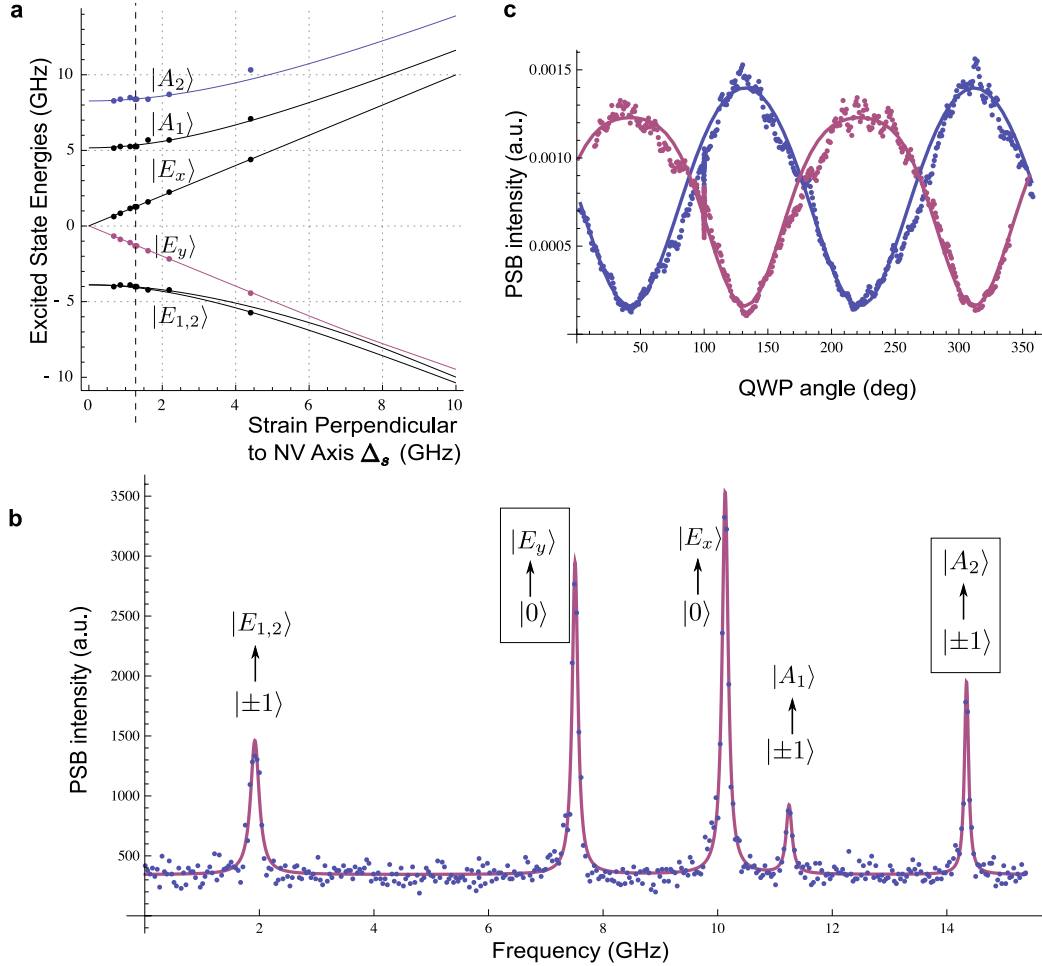 a
Excited State Energies (GHz)
10
5
0
- 5
- 10
|A2⟩
|A1⟩
|Ex⟩
|Ey⟩
|E1,2⟩
0 2 4 6 8 10
Strain Perpendicular
to NV Axis Δs (GHz)
c
PSB intensity (a.u.)
0.0015
0.0010
0.0005
50 100 150 200 250 300 350
QWP angle (deg)
b
PSB intensity (a.u.)
3500
3000
2500
2000
1500
1000
500
|E1,2⟩
|±1⟩
|Ey⟩
|0⟩
|Ex⟩
|0⟩
|A1⟩
|±1⟩
|A2⟩
|±1⟩
2 4 6 8 10 12 14
Frequency (GHz)